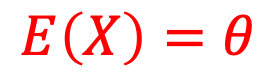 E(X) = θ